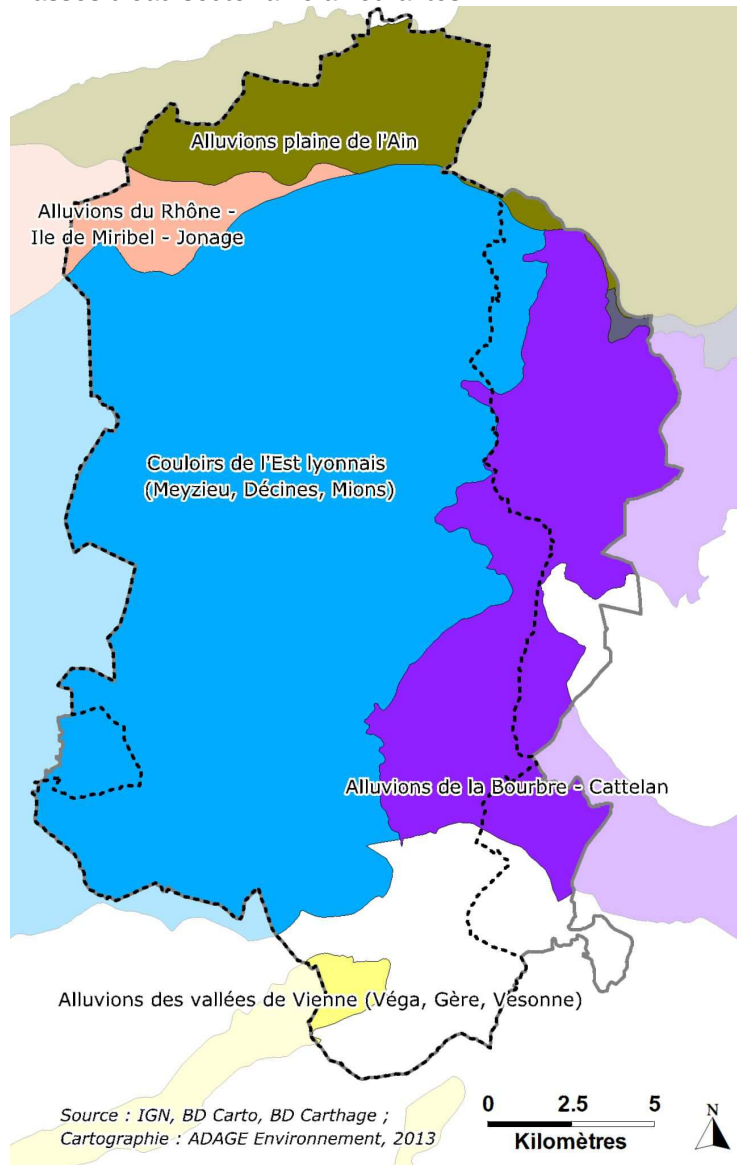 Alluvions plaine de l'Ain
Alluvions du Rhône -
Ile de Miribel - Jonage
Couloirs de l'Est lyonnais
(Meyzieu, Décines, Mions)
Alluvions de la Bourbre - Cattelan
Alluvions des vallées de Vienne (Véga, Gère, Vesonne)
Source : IGN, BD Carto, BD Carthage ;
Cartographie : ADAGE Environnement, 2013
0 2.5 5
Kilomètres
N